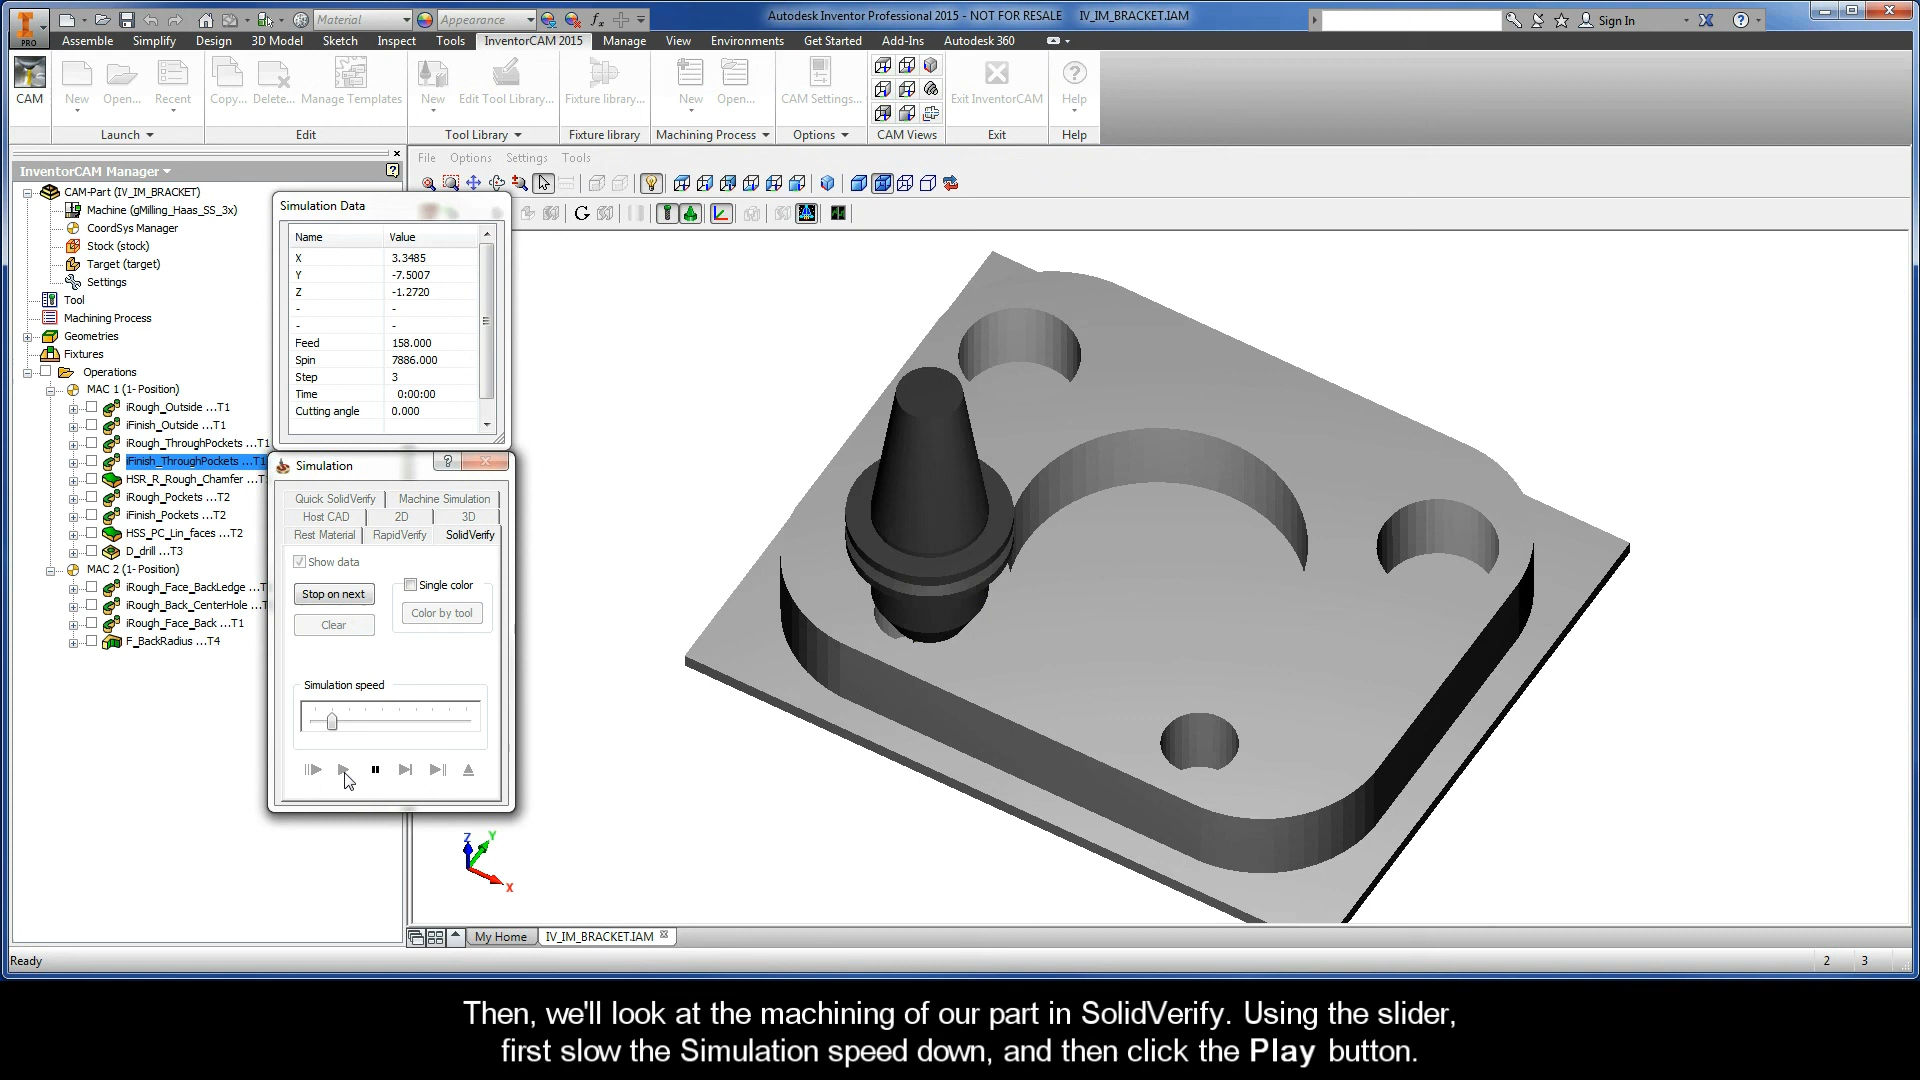 Material
Appearance
Autodesk Inventor Professional 2015 - NOT FOR RESALE IV_IM_BRACKET.IAM
Sign In
PRO
Assemble Simplify Design 3D Model Sketch Inspect Tools InventorCAM 2015 Manage View Environments Get Started Add-Ins Autodesk 360
CAM New Open... Recent Copy... Delete... Manage Templates New Edit Tool Library... Fixture library... New Open... CAM Settings... Exit InventorCAM Help
Launch Edit Tool Library Fixture library Machining Process Options CAM Views Exit Help
InventorCAM Manager
File Options Settings Tools
CAM-Part (IV_IM_BRACKET)
Machine (gMilling_Haas_SS_3x)
CoordSys Manager
Stock (stock)
Target (target)
Settings
Tool
Machining Process
Geometries
Fixtures
Operations
MAC 1 (1- Position)
iRough_Outside ...T1
iFinish_Outside ...T1
iRough_ThroughPockets ...T1
iFinish_ThroughPockets ...T1
HSR_R_Rough_Chamfer ...T
iRough_Pockets ...T2
iFinish_Pockets ...T2
HSS_PC_Lin_faces ...T2
D_drill ...T3
MAC 2 (1- Position)
iRough_Face_BackLedge ...T
iRough_Back_CenterHole ...T
iRough_Face_Back ...T1
F_BackRadius ...T4
Simulation Data
Name Value
X 3.3485
Y -7.5007
Z -1.2720
- -
- -
Feed 158.000
Spin 7886.000
Step 3
Time 0:00:00
Cutting angle 0.000
Simulation
Quick SolidVerify Machine Simulation
Host CAD 2D 3D
Rest Material RapidVerify SolidVerify
Show data
Stop on next
Single color
Clear
Color by tool
Simulation speed
Z Y
X
My Home IV_IM_BRACKET.IAM
Ready 2 3
Then, we'll look at the machining of our part in SolidVerify. Using the slider,
first slow the Simulation speed down, and then click the Play button.